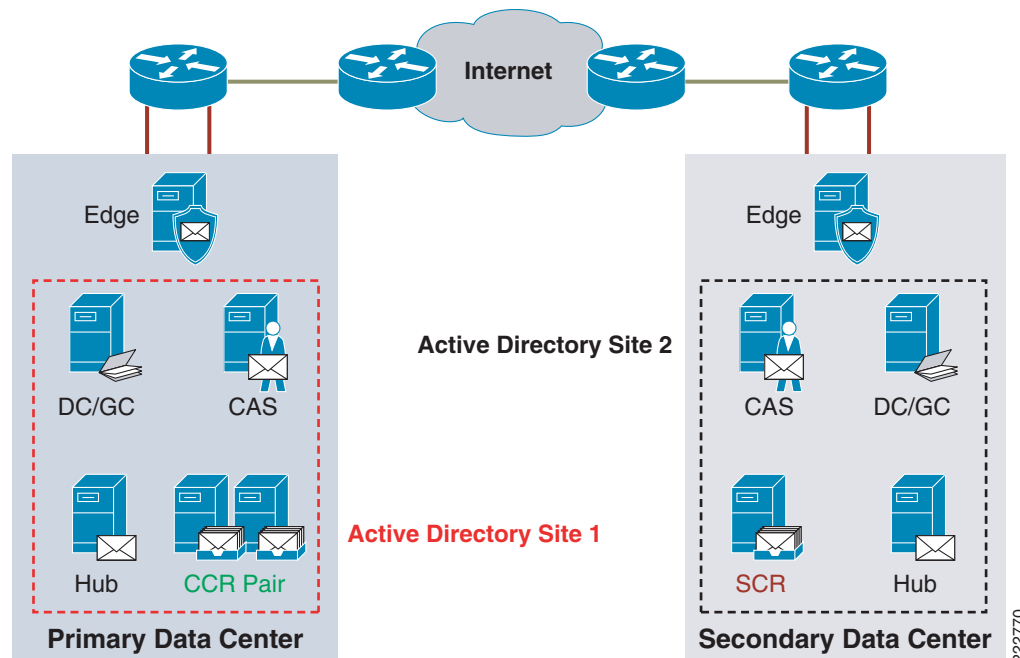 Internet
Edge
Edge
Active Directory Site 2
DC/GC
CAS
CAS
DC/GC
Active Directory Site 1
Hub
CCR Pair
SCR
Hub
Primary Data Center
Secondary Data Center